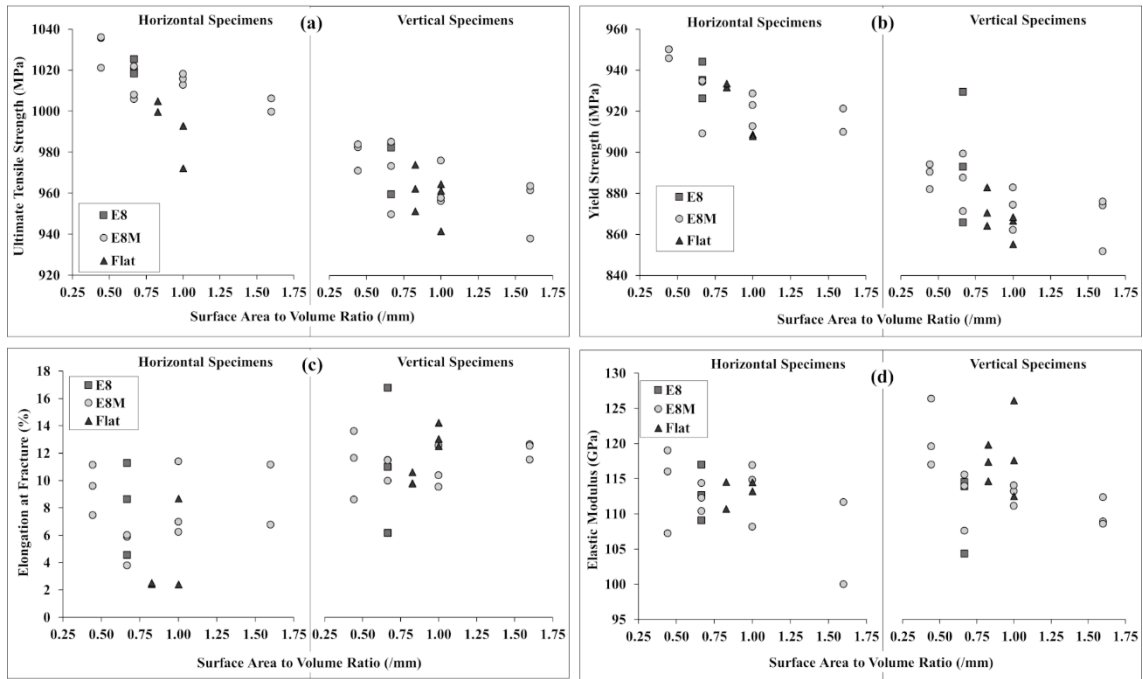 Horizontal Specimens (a) Vertical Specimens
Ultimate Tensile Strength (MPa)
1040
1020
1000
980
960
940
920
E8
E8M
Flat
0.25 0.50 0.75 1.00 1.25 1.50 1.75 0.25 0.50 0.75 1.00 1.25 1.50 1.75
Surface Area to Volume Ratio (/mm)
Horizontal Specimens (b) Vertical Specimens
Yield Strength (iMPa)
960
940
920
900
880
860
840
E8
E8M
Flat
0.25 0.50 0.75 1.00 1.25 1.50 1.75 0.25 0.50 0.75 1.00 1.25 1.50 1.75
Surface Area to Volume Ratio (/mm)
Horizontal Specimens (c) Vertical Specimens
Elongation at Fracture (%)
18
16
14
12
10
8
6
4
2
0
E8
E8M
Flat
0.25 0.50 0.75 1.00 1.25 1.50 1.75 0.25 0.50 0.75 1.00 1.25 1.50 1.75
Surface Area to Volume Ratio (/mm)
Horizontal Specimens (d) Vertical Specimens
Elastic Modulus (GPa)
130
125
120
115
110
105
100
95
E8
E8M
Flat
0.25 0.50 0.75 1.00 1.25 1.50 1.75 0.25 0.50 0.75 1.00 1.25 1.50 1.75
Surface Area to Volume Ratio (/mm)